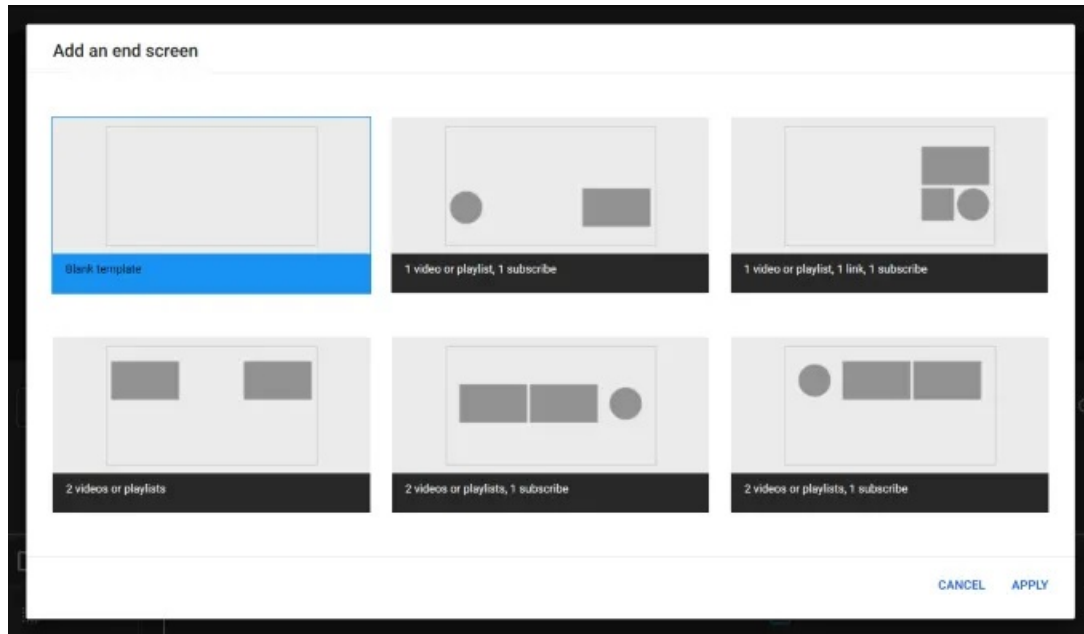 Add an end screen
Blank template
1 video or playlist, 1 subscribe
1 video or playlist, 1 link, 1 subscribe
2 videos or playlists
2 videos or playlists, 1 subscribe
2 videos or playlists, 1 subscribe
CANCEL APPLY